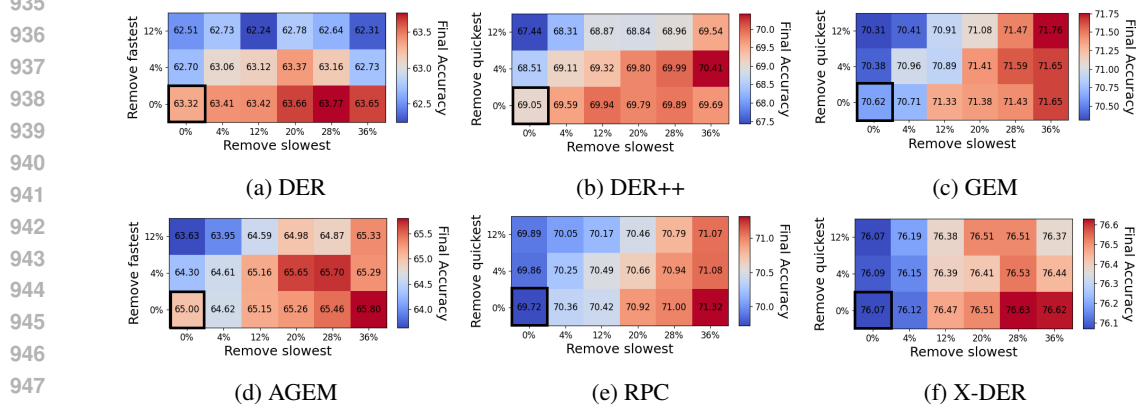 935
936
937
938
939
940
941
942
943
944
945
946
947
Remove fastest
12% 62.51 62.73 62.24 62.78 62.64 62.31
4% 62.70 63.06 63.12 63.37 63.16 62.73
0% 63.32 63.41 63.42 63.66 63.77 63.65
0% 4% 12% 20% 28% 36%
Remove slowest
63.5
63.0
62.5
Final Accuracy
(a) DER
Remove quickest
12% 67.44 68.31 68.87 68.84 68.96 69.54
4% 68.51 69.11 69.32 69.80 69.99 70.41
0% 69.05 69.59 69.94 69.79 69.89 69.69
0% 4% 12% 20% 28% 36%
Remove slowest
70.0
69.5
69.0
68.5
68.0
67.5
Final Accuracy
(b) DER++
Remove quickest
12% 70.31 70.41 70.91 71.08 71.47 71.76
4% 70.38 70.96 70.89 71.41 71.59 71.65
0% 70.62 70.71 71.33 71.38 71.43 71.65
0% 4% 12% 20% 28% 36%
Remove slowest
71.75
71.50
71.25
71.00
70.75
70.50
Final Accuracy
(c) GEM
Remove fastest
12% 63.63 63.95 64.59 64.98 64.87 65.33
4% 64.30 64.61 65.16 65.65 65.70 65.29
0% 65.00 64.62 65.15 65.26 65.46 65.80
0% 4% 12% 20% 28% 36%
Remove slowest
65.5
65.0
64.5
64.0
Final Accuracy
(d) AGEM
Remove quickest
12% 69.89 70.05 70.17 70.46 70.79 71.07
4% 69.86 70.25 70.49 70.66 70.94 71.08
0% 69.72 70.36 70.42 70.92 71.00 71.32
0% 4% 12% 20% 28% 36%
Remove slowest
71.0
70.5
70.0
Final Accuracy
(e) RPC
Remove quickest
12% 76.07 76.19 76.38 76.51 76.51 76.37
4% 76.09 76.15 76.39 76.41 76.53 76.44
0% 76.07 76.12 76.47 76.51 76.63 76.62
0% 4% 12% 20% 28% 36%
Remove slowest
76.6
76.5
76.4
76.3
76.2
76.1
Final Accuracy
(f) X-DER